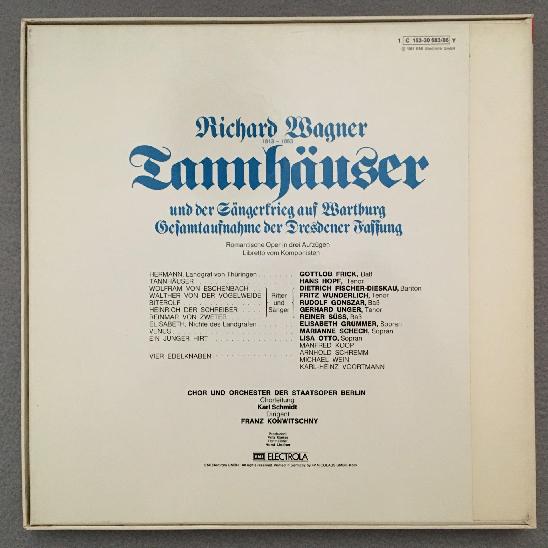 1 C 153-30 683/86 Y
Richard Wagner
1813 – 1883
Tannhäuser
und der Sängerkrieg auf Wartburg
Gesamtaufnahme der Dresdener Fassung
Romantische Oper in drei Aufzügen
Libretto vom Komponisten
HERMANN, Landgraf von Thüringen . . . . . . . GOTTLOB FRICK, Baß
TANNHÄUSER . . . . . . . HANS HOPF, Tenor
WOLFRAM VON ESCHENBACH DIETRICH FISCHER-DIESKAU, Bariton
WALTHER VON DER VOGELWEIDE Ritter FRITZ WUNDERLICH, Tenor
BITEROLF und RUDOLF GONSZAR, Baß
HEINRICH DER SCHREIBER Sänger GERHARD UNGER, Tenor
REINMAR VON ZWETER REINER SÜSS, Baß
ELISABETH, Nichte des Landgrafen . . . . . . . ELISABETH GRÜMMER, Sopran
VENUS . . . . . . . MARIANNE SCHECH, Sopran
EIN JUNGER HIRT . . . . . . . LISA OTTO, Sopran
MANFRED KOOP
VIER EDELKNABEN . . . . . . . ARNHOLD SCHREMM
MICHAEL WEIN
KARL-HEINZ VOORTMANN
CHOR UND ORCHESTER DER STAATSOPER BERLIN
Chorleitung
Karl Schmidt
Dirigent
FRANZ KONWITSCHNY
EMI ELECTROLA